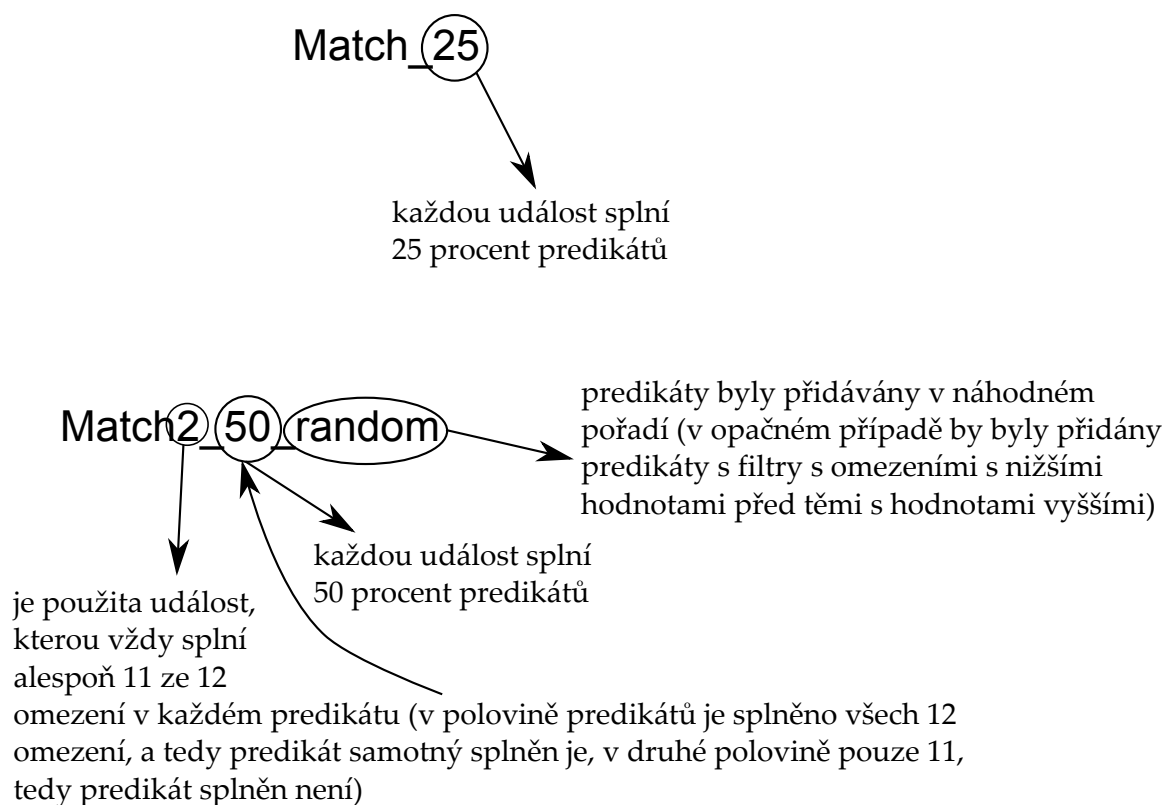 Match_25
každou událost splní
25 procent predikátů
Match2_50_random
predikáty byly přidávány v náhodném
pořadí (v opačném případě by byly přidány
predikáty s filtry s omezeními s nižšími
hodnotami před těmi s hodnotami vyššími)
každou událost splní
50 procent predikátů
je použita událost,
kterou vždy splní
alespoň 11 ze 12
omezení v každém predikátu (v polovině predikátů je splněno všech 12
omezení, a tedy predikát samotný splněn je, v druhé polovině pouze 11,
tedy predikát splněn není)